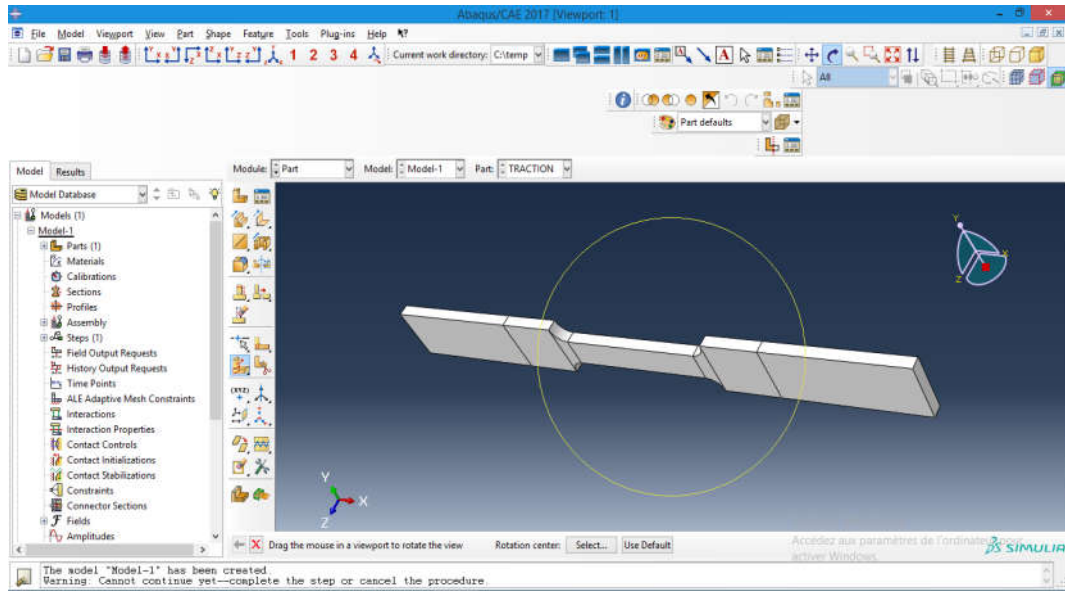 Abaqus/CAE 2017 [Viewport: 1]
File Model Viewport View Part Shape Feature Tools Plug-ins Help
1 2 3 4 Current work directory: C:\temp
All
Part defaults
Model Results
Module: Part Model: Model-1 Part: TRACTION
Model Database
Models (1)
Model-1
Parts (1)
Materials
Calibrations
Sections
Profiles
Assembly
Steps (1)
Field Output Requests
History Output Requests
Time Points
ALE Adaptive Mesh Constraints
Interactions
Interaction Properties
Contact Controls
Contact Initializations
Contact Stabilizations
Constraints
Connector Sections
Fields
Amplitudes
(XYZ)
Y
X
Z
Y
X
Z
Drag the mouse in a viewport to rotate the view Rotation center: Select... Use Default
Accédez aux paramètres de l'ordinateur pour
activer Windows.
SIMULIA
The model "Model-1" has been created.
Warning: Cannot continue yet--complete the step or cancel the procedure.